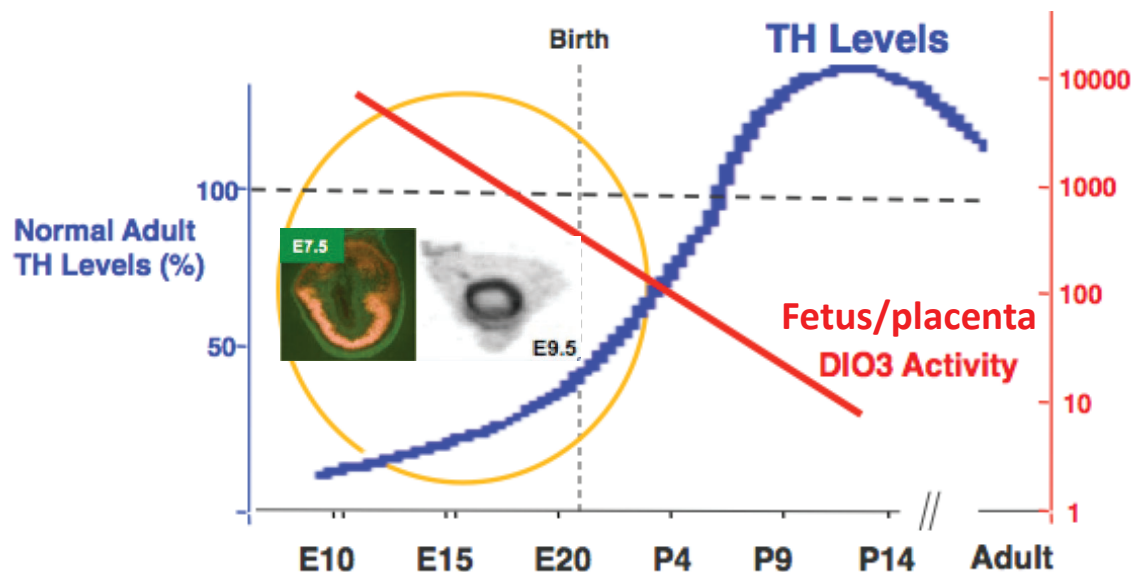 Birth
TH Levels
10000
1000
100
10
1
100
50
Normal Adult
TH Levels (%)
E7.5
E9.5
Fetus/placenta
DIO3 Activity
E10
E15
E20
P4
P9
P14
Adult